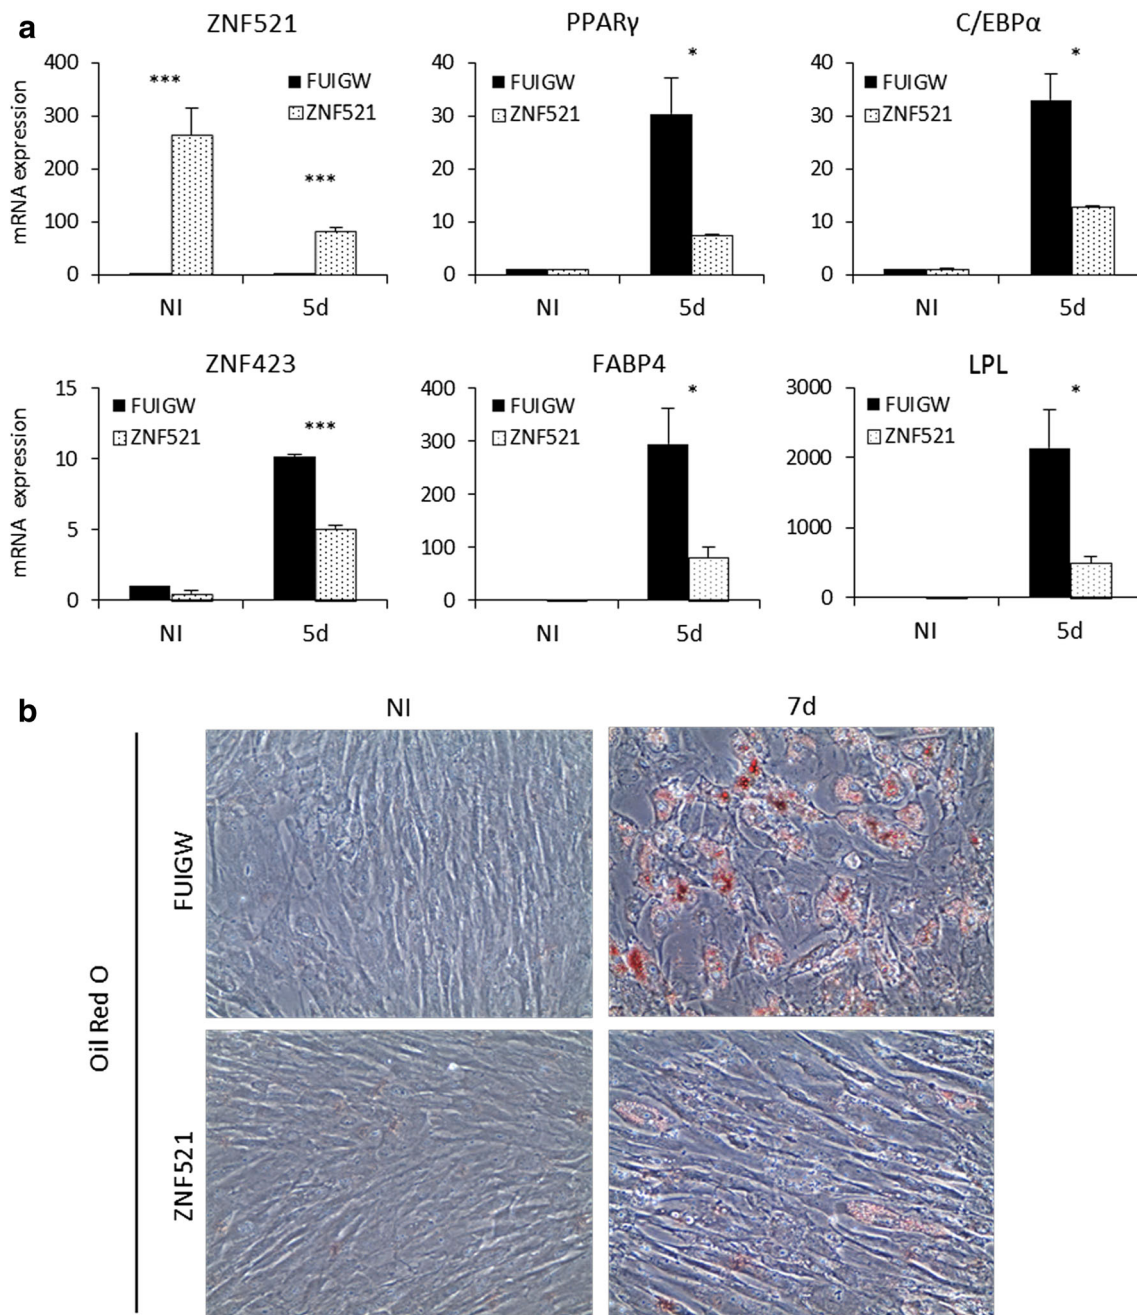 a
ZNF521
mRNA expression
400
300
200
100
0
***
***
FUIGW
ZNF521
NI
5d
PPARγ
40
30
20
10
0
*
FUIGW
ZNF521
NI
5d
C/EBPα
40
30
20
10
0
*
FUIGW
ZNF521
NI
5d
ZNF423
mRNA expression
15
10
5
0
FUIGW
ZNF521
***
NI
5d
FABP4
400
300
200
100
0
FUIGW
ZNF521
*
NI
5d
LPL
3000
2000
1000
0
FUIGW
ZNF521
*
NI
5d
b
NI
7d
Oil Red O
FUIGW
ZNF521